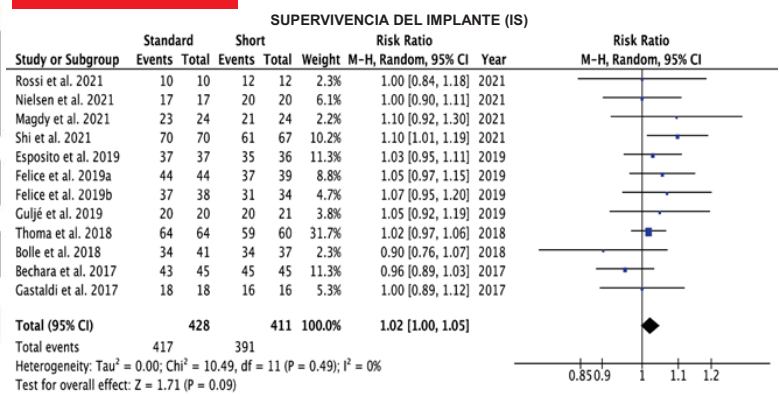 SUPERVIVENCIA DEL IMPLANTE (IS)
Standard Short Risk Ratio Risk Ratio
Study or Subgroup Events Total Events Total Weight M-H, Random, 95% CI Year M-H, Random, 95% CI
Rossi et al. 2021 10 10 12 12 2.3% 1.00 [0.84, 1.18] 2021
Nielsen et al. 2021 17 17 20 20 6.1% 1.00 [0.90, 1.11] 2021
Magdy et al. 2021 23 24 21 24 2.2% 1.10 [0.92, 1.30] 2021
Shi et al. 2021 70 70 61 67 10.2% 1.10 [1.01, 1.19] 2021
Esposito et al. 2019 37 37 35 36 11.3% 1.03 [0.95, 1.11] 2019
Felice et al. 2019a 44 44 37 39 8.8% 1.05 [0.97, 1.15] 2019
Felice et al. 2019b 37 38 31 34 4.7% 1.07 [0.95, 1.20] 2019
Guljé et al. 2019 20 20 20 21 3.8% 1.05 [0.92, 1.19] 2019
Thoma et al. 2018 64 64 59 60 31.7% 1.02 [0.97, 1.06] 2018
Bolle et al. 2018 34 41 34 37 2.3% 0.90 [0.76, 1.07] 2018
Bechara et al. 2017 43 45 45 45 11.3% 0.96 [0.89, 1.03] 2017
Gastaldi et al. 2017 18 18 16 16 5.3% 1.00 [0.89, 1.12] 2017
Total (95% CI) 428 411 100.0% 1.02 [1.00, 1.05]
Total events 417 391
Heterogeneity: Tau² = 0.00; Chi² = 10.49, df = 11 (P = 0.49); I² = 0%
Test for overall effect: Z = 1.71 (P = 0.09)
0.85 0.9 1 1.1 1.2